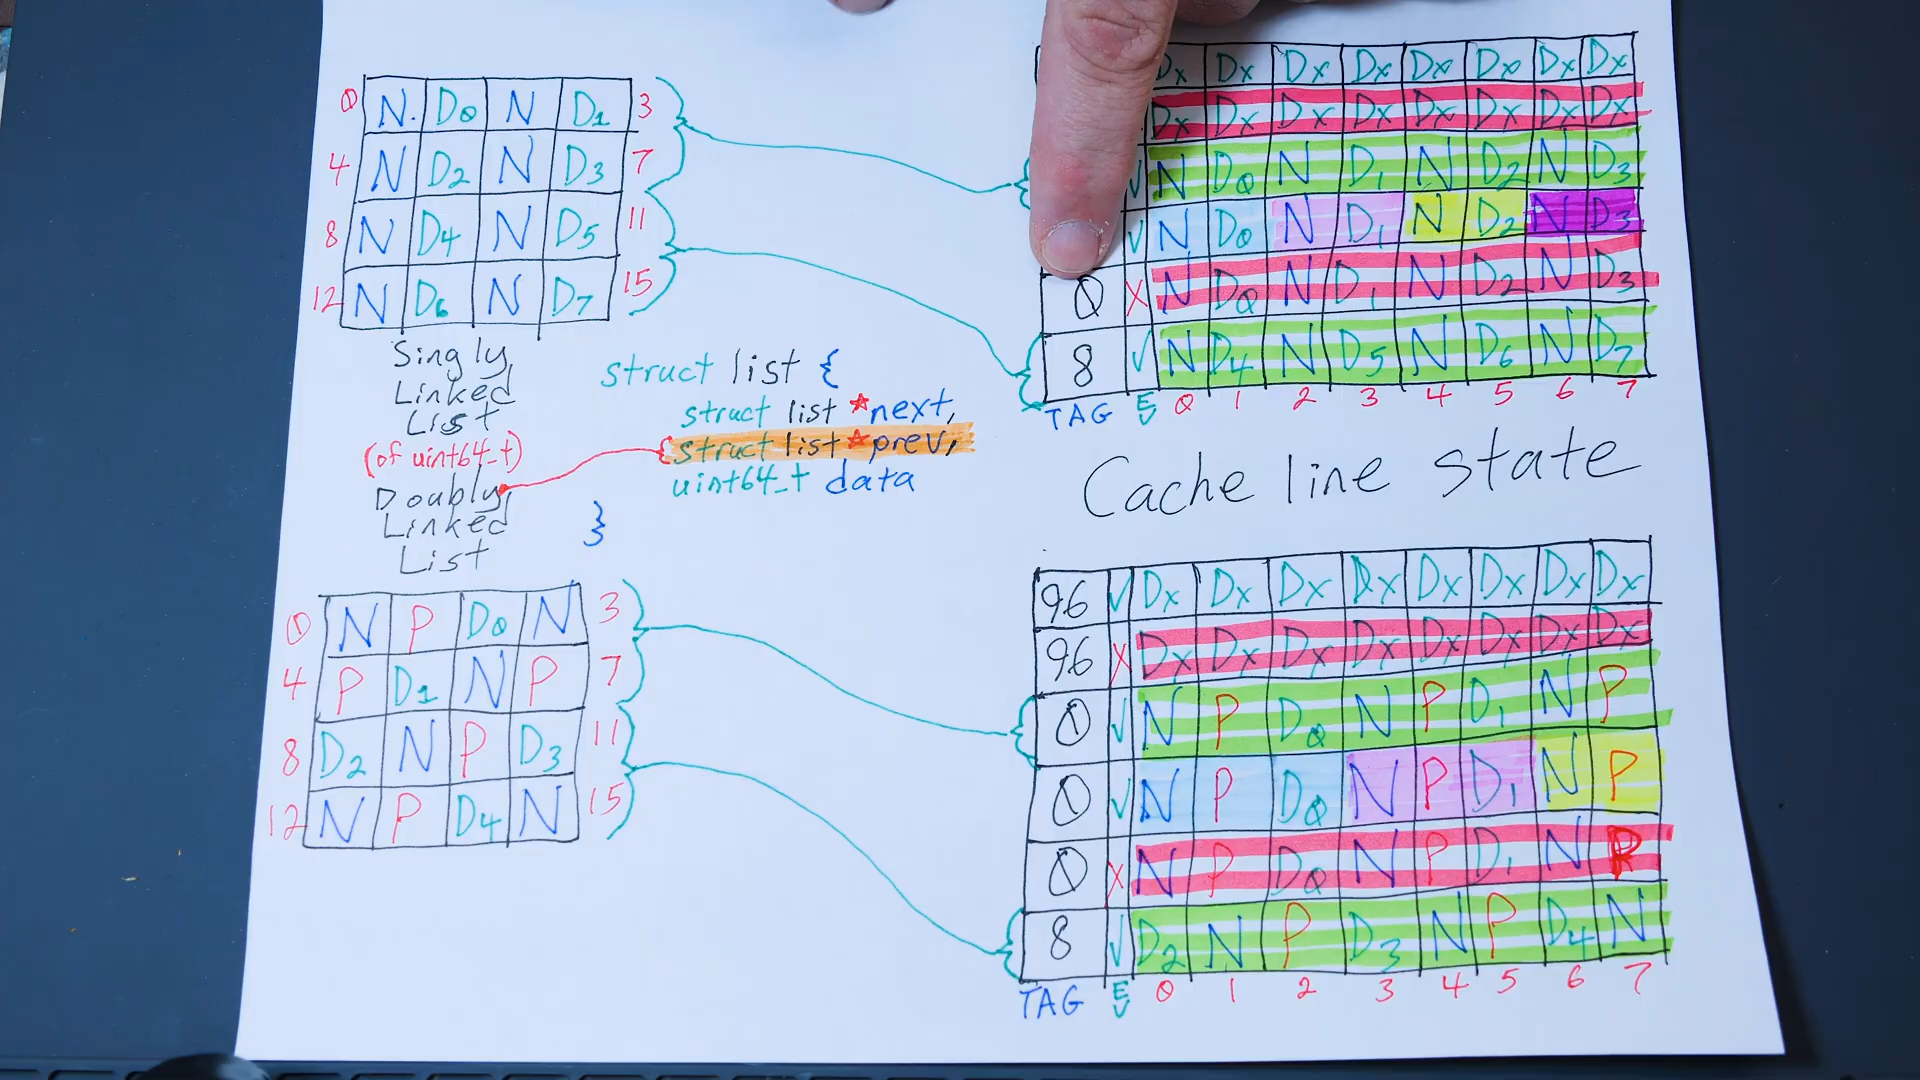 0 N. D0 N D1 3
4 N D2 N D3 7
8 N D4 N D5 11
12 N D6 N D7 15
Singly
Linked
List
(of uint64_t)
Doubly
Linked
List
struct list {
struct list *next,
struct list *prev,
uint64_t data
}
0 N P D0 N 3
4 P D1 N P 7
8 D2 N P D3 11
12 N P D4 N 15
Dx Dx Dx Dx Dx Dx Dx Dx
Dx Dx Dx Dx Dx Dx Dx Dx
✓ N D0 N D1 N D2 N D3
✓ N D0 N D1 N D2 N D3
0 X N D0 N D1 N D2 N D3
8 ✓ N D4 N D5 N D6 N D7
TAG E 0 1 2 3 4 5 6 7
Cache line state
96 ✓ Dx Dx Dx Dx Dx Dx Dx Dx
96 X Dx Dx Dx Dx Dx Dx Dx Dx
0 ✓ N P D0 N P D1 N P
0 ✓ N P D0 N P D1 N P
0 X N P D0 N P D1 N P
8 ✓ D2 N P D3 N P D4 N
TAG E 0 1 2 3 4 5 6 7